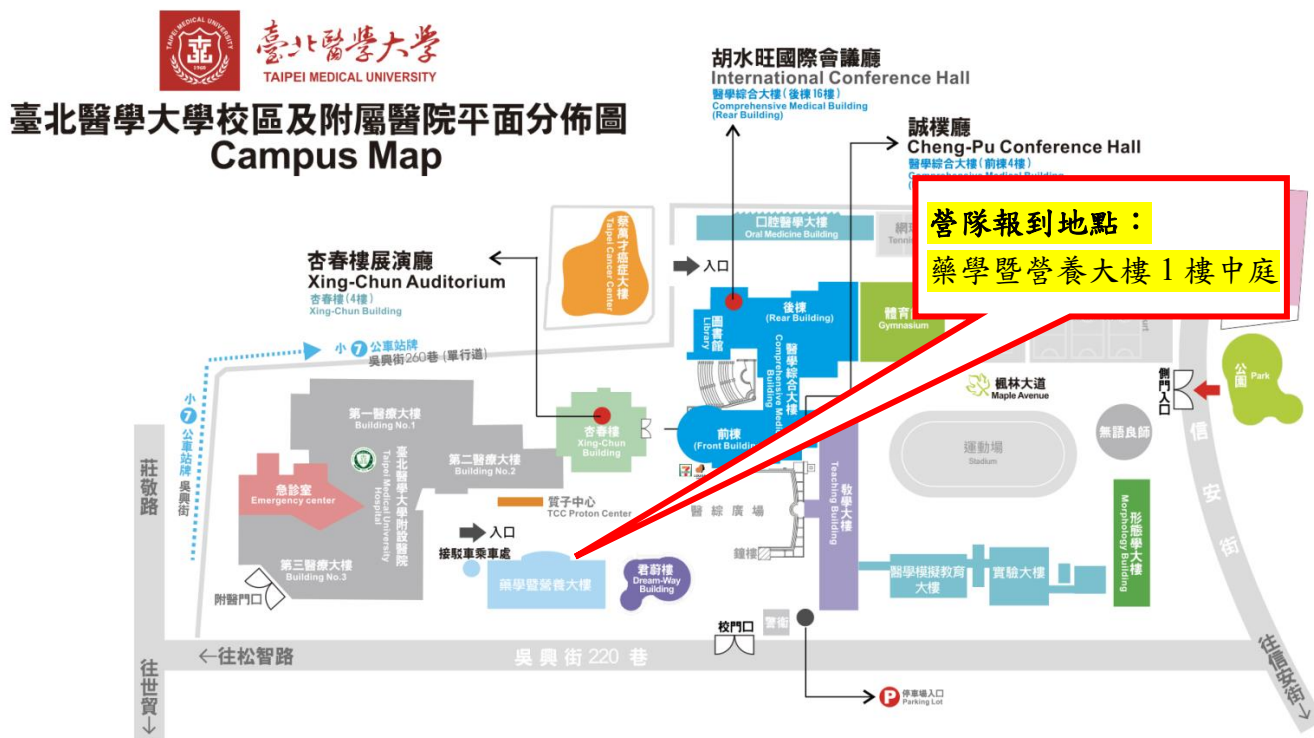 臺北醫學大學
TAIPEI MEDICAL UNIVERSITY
臺北醫學大學校區及附屬醫院平面分佈圖
Campus Map
胡水旺國際會議廳
International Conference Hall
醫學綜合大樓(後棟16樓)
Comprehensive Medical Building
(Rear Building)
誠樸廳
Cheng-Pu Conference Hall
醫學綜合大樓(前棟4樓)
營隊報到地點：
藥學暨營養大樓 1 樓中庭
蔡萬才癌症大樓
Taipei Cancer Center
口腔醫學大樓
Oral Medicine Building
入口
杏春樓展演廳
Xing-Chun Auditorium
杏春樓(4樓)
Xing-Chun Building
小 7 公車站牌
吳興街260巷 (單行道)
小 7 公車站牌 吳興街
圖書館
Library
後棟
(Rear Building)
醫學綜合大樓
Comprehensive Medical Building
前棟
(Front Building)
Gymnasium
楓林大道
Maple Avenue
側門入口
公園 Park
第一醫療大樓
Building No.1
杏春樓
Xing-Chun Building
第二醫療大樓
Building No.2
臺北醫學大學附設醫院
Taipei Medical University Hospital
急診室
Emergency center
質子中心
TCC Proton Center
醫綜廣場
教學大樓
Teaching Building
運動場
Stadium
無語良師
形態學大樓
Morphology Building
信安街
莊敬路
入口
接駁車乘車處
第三醫療大樓
Building No.3
附醫門口
藥學暨營養大樓
君蔚樓
Dream-Way Building
鐘樓
醫學模擬教育大樓
實驗大樓
校門口
警衛
←往松智路
吳興街220巷
往世貿→
往信安街→
P 停車場入口
Parking Lot